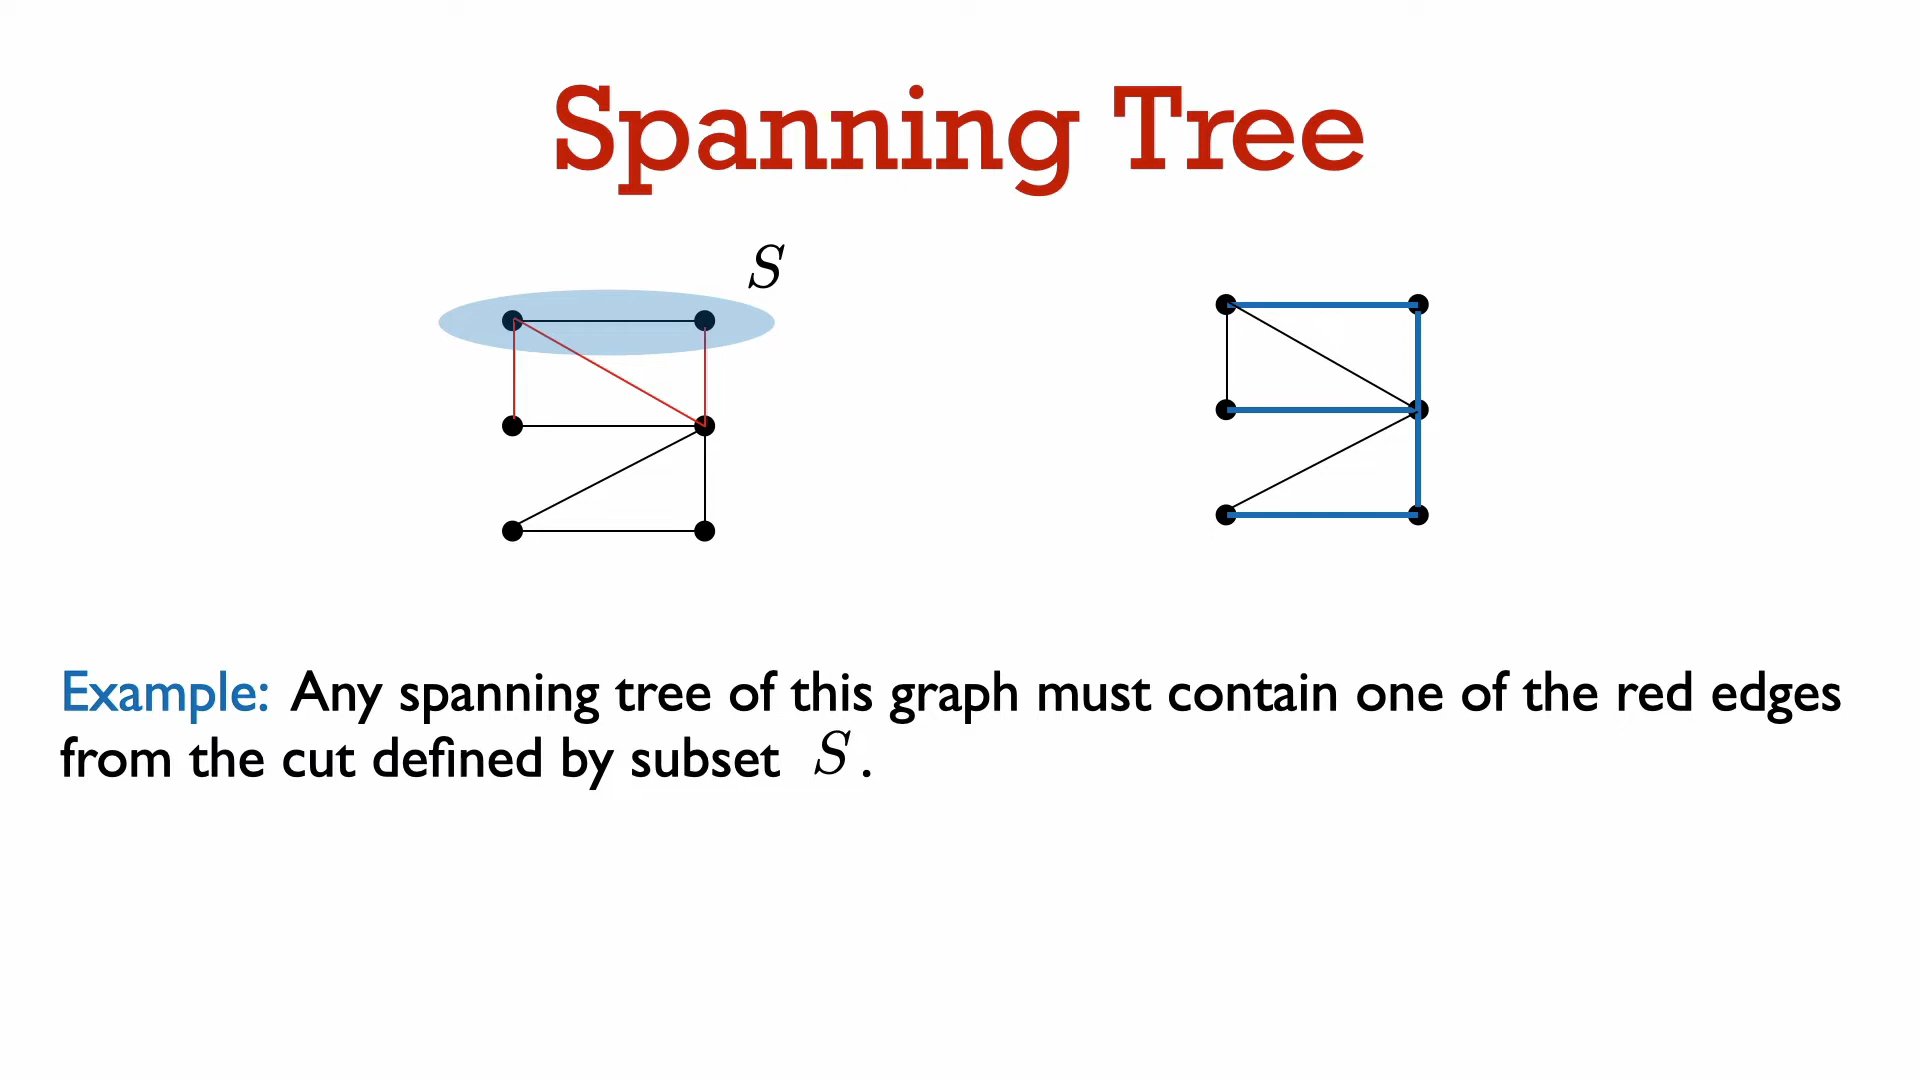 Spanning Tree
S
Example: Any spanning tree of this graph must contain one of the red edges
from the cut defined by subset S.